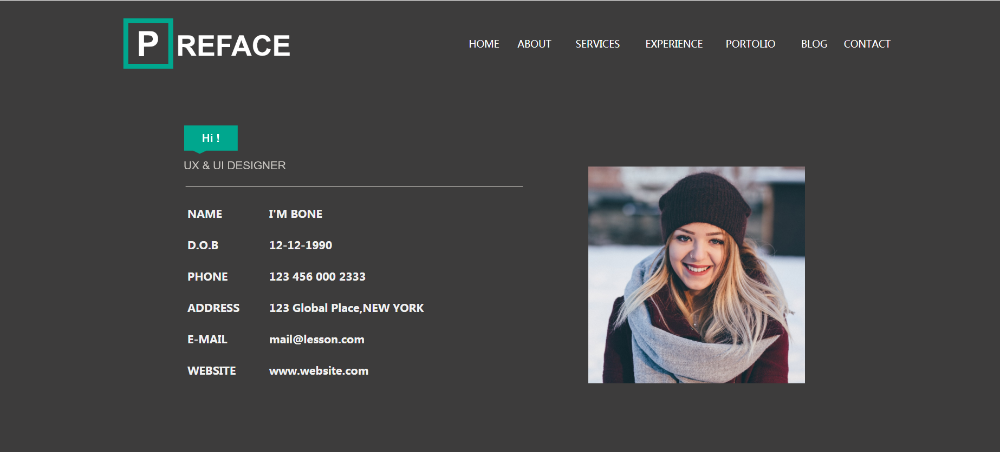 PREFACE
HOME ABOUT SERVICES EXPERIENCE PORTOLIO BLOG CONTACT
Hi !
UX & UI DESIGNER
NAME I'M BONE
D.O.B 12-12-1990
PHONE 123 456 000 2333
ADDRESS 123 Global Place,NEW YORK
E-MAIL mail@lesson.com
WEBSITE www.website.com